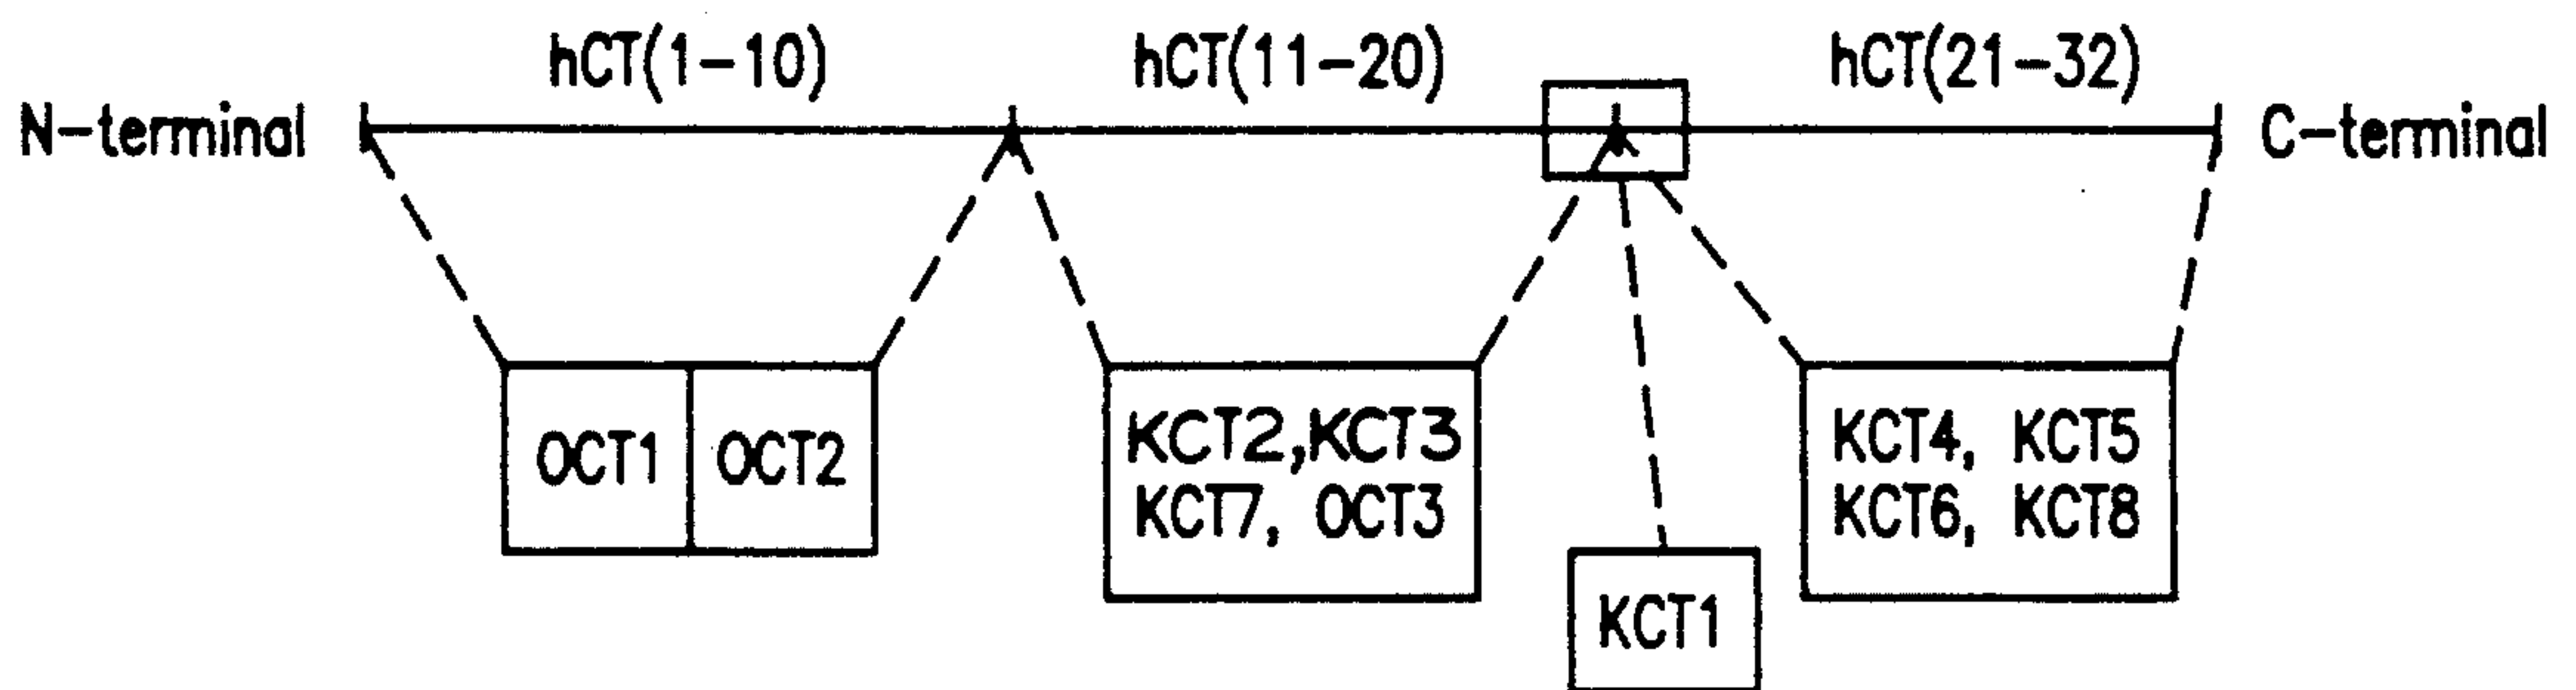 hCT(1-10) hCT(11-20) hCT(21-32)
N-terminal C-terminal
OCT1 OCT2
KCT2,KCT3
KCT7, OCT3
KCT4, KCT5
KCT6, KCT8
KCT1